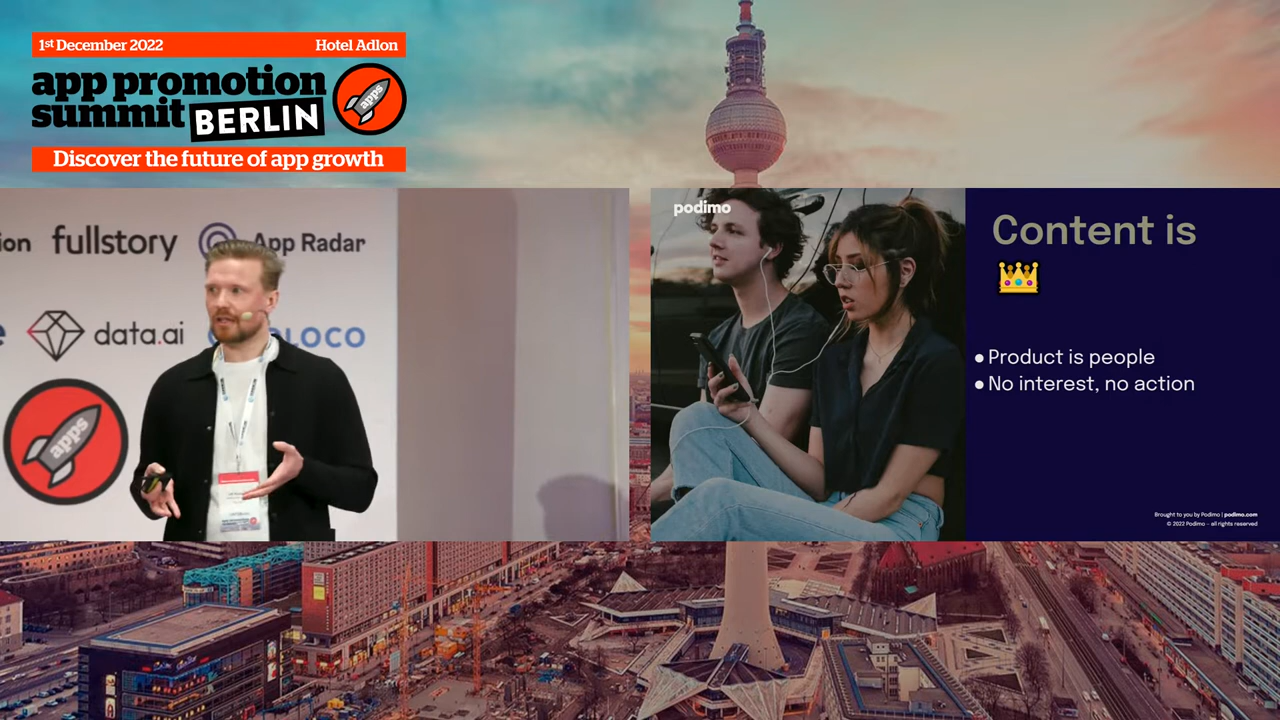 1st December 2022
Hotel Adlon
app promotion
summit BERLIN
apps
Discover the future of app growth
ion
fullstory
App Radar
data.ai
LOCO
apps
podimo
Content is
👑
● Product is people
● No interest, no action
Brought to you by Podimo | podimo.com
© 2022 Podimo – all rights reserved